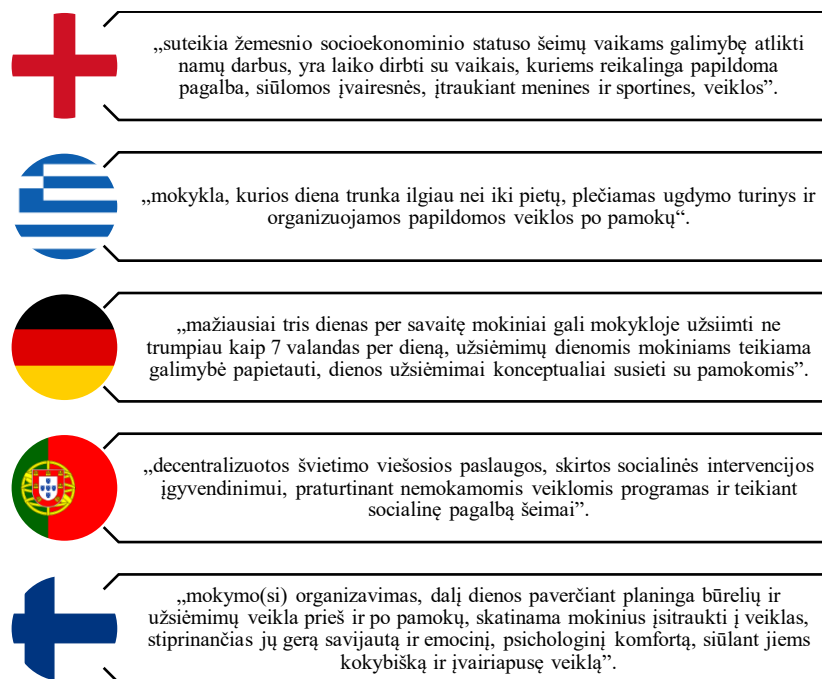 „suteikia žemesnio socioekonominio statuso šeimų vaikams galimybę atlikti
namų darbus, yra laiko dirbti su vaikais, kuriems reikalinga papildoma
pagalba, siūlomos įvairesnės, įtraukiant menines ir sportines, veiklos”.
„mokykla, kurios diena trunka ilgiau nei iki pietų, plečiamas ugdymo turinys ir
organizuojamos papildomos veiklos po pamokų“.
„mažiausiai tris dienas per savaitę mokiniai gali mokykloje užsiimti ne
trumpiau kaip 7 valandas per dieną, užsiėmimų dienomis mokiniams teikiama
galimybė papietauti, dienos užsiėmimai konceptualiai susieti su pamokomis”.
„decentralizuotos švietimo viešosios paslaugos, skirtos socialinės intervencijos
įgyvendinimui, praturtinant nemokamomis veiklomis programas ir teikiant
socialinę pagalbą šeimai”.
„mokymo(si) organizavimas, dalį dienos paverčiant planinga būrelių ir
užsiėmimų veikla prieš ir po pamokų, skatinama mokinius įsitraukti į veiklas,
stiprinančias jų gerą savijautą ir emocinį, psichologinį komfortą, siūlant jiems
kokybišką ir įvairiapusę veiklą”.